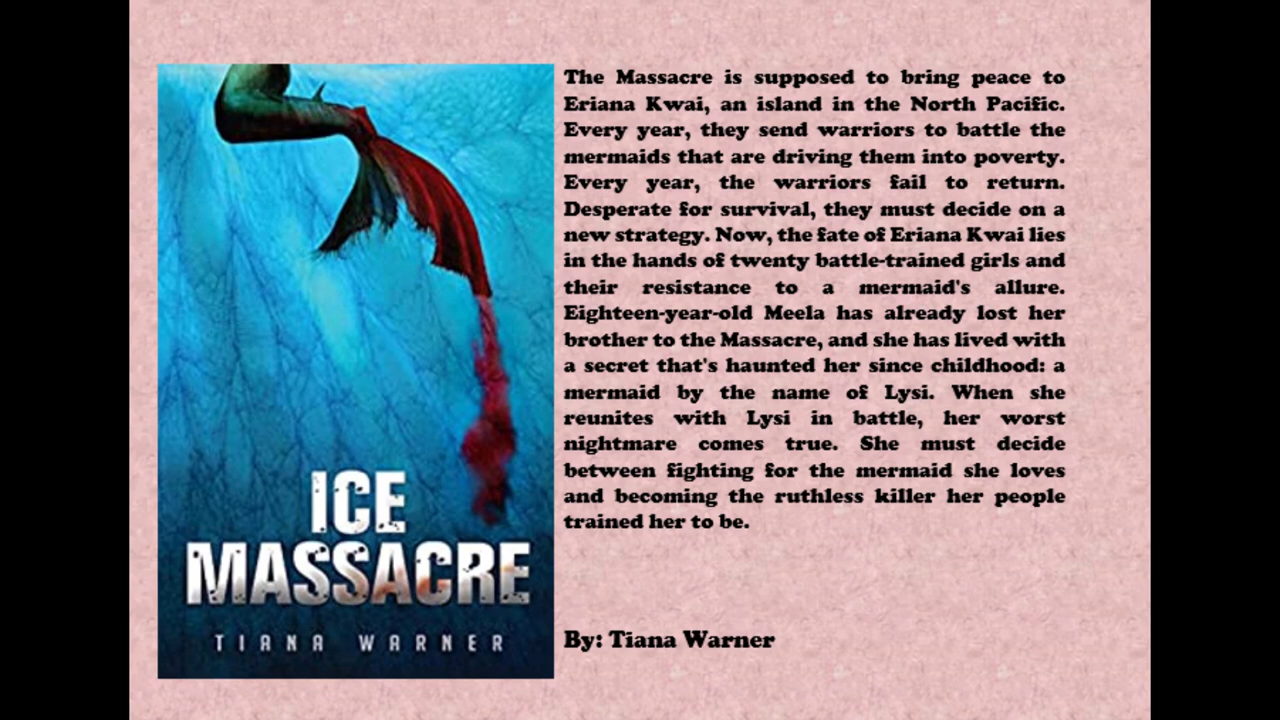 The Massacre is supposed to bring peace to
Eriana Kwai, an island in the North Pacific.
Every year, they send warriors to battle the
mermaids that are driving them into poverty.
Every year, the warriors fail to return.
Desperate for survival, they must decide on a
new strategy. Now, the fate of Eriana Kwai lies
in the hands of twenty battle-trained girls and
their resistance to a mermaid's allure.
Eighteen-year-old Meela has already lost her
brother to the Massacre, and she has lived with
a secret that's haunted her since childhood: a
mermaid by the name of Lysi. When she
reunites with Lysi in battle, her worst
nightmare comes true. She must decide
between fighting for the mermaid she loves
and becoming the ruthless killer her people
trained her to be.
ICE
MASSACRE
TIANA WARNER
By: Tiana Warner